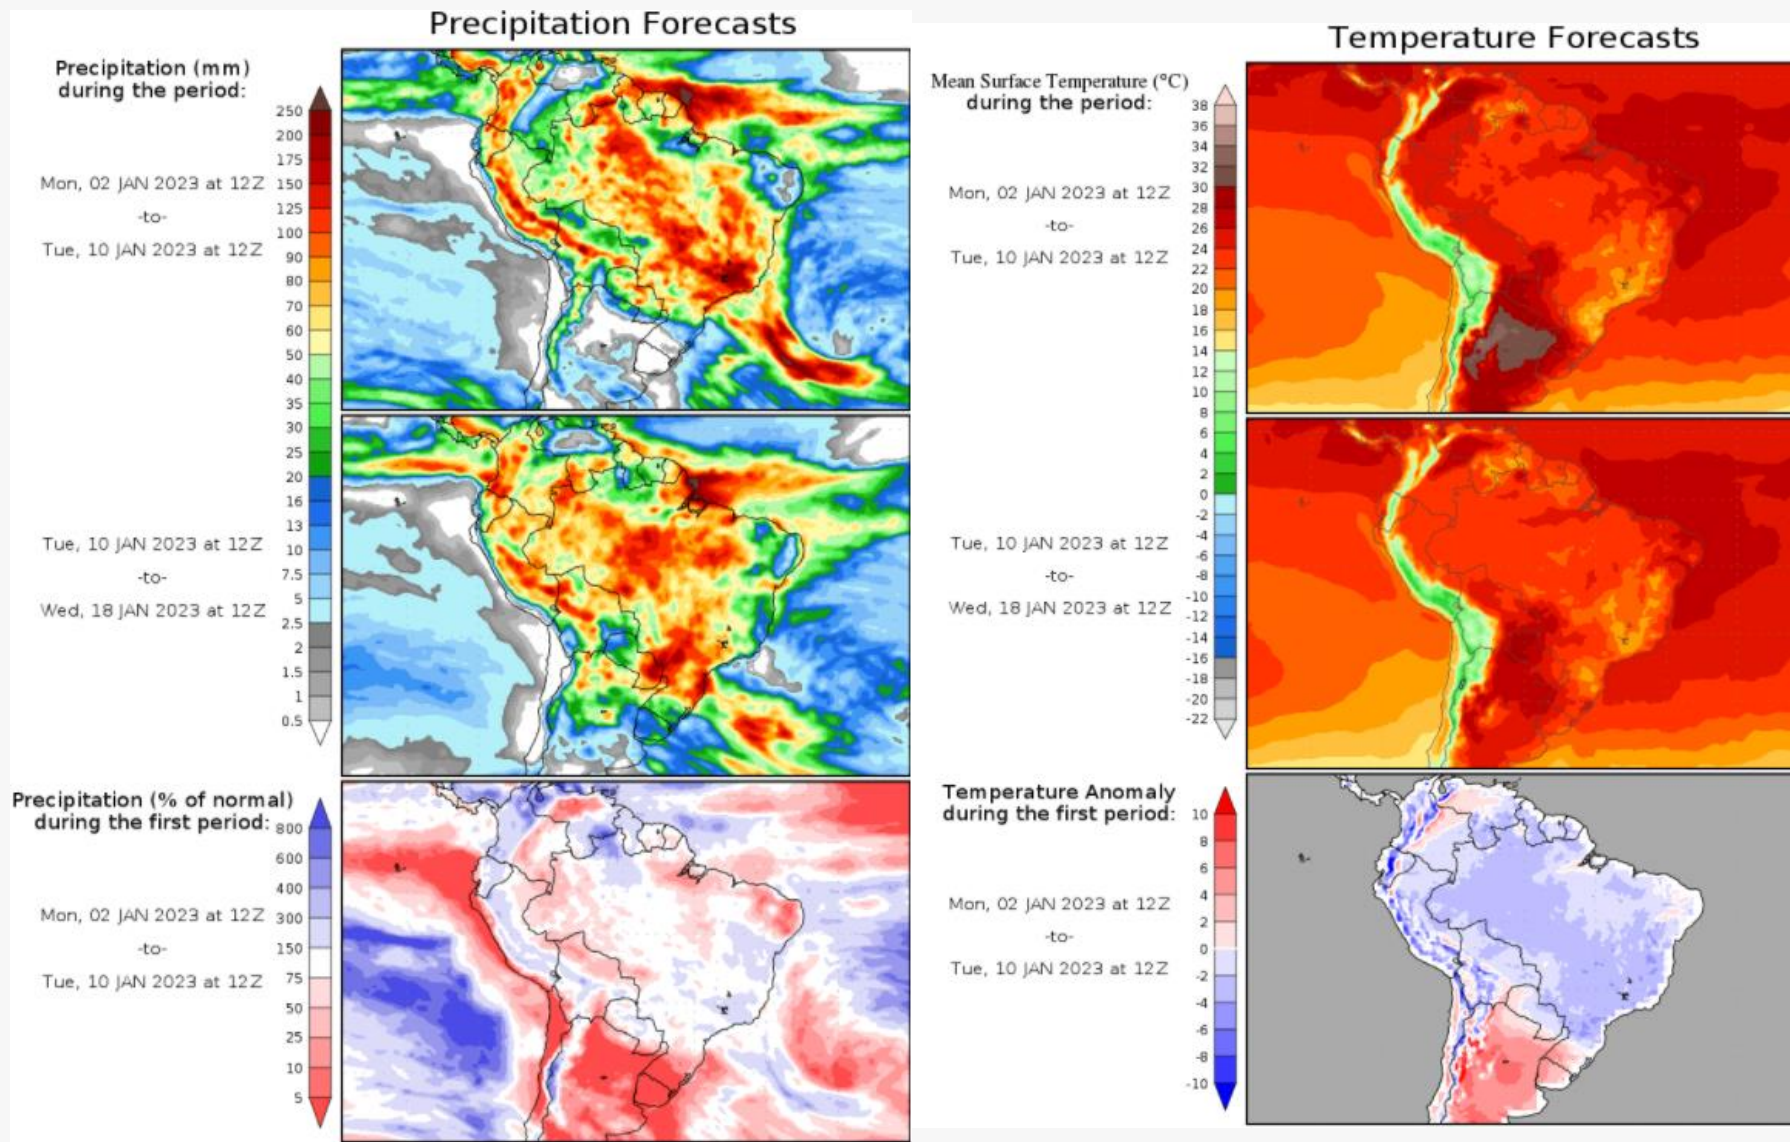 Precipitation Forecasts
Precipitation (mm)
during the period:
250
200
175
150
125
100
90
80
70
60
50
40
35
30
25
20
16
13
10
7.5
5
2.5
2
1.5
1
0.5
Mon, 02 JAN 2023 at 12Z
-to-
Tue, 10 JAN 2023 at 12Z
Tue, 10 JAN 2023 at 12Z
-to-
Wed, 18 JAN 2023 at 12Z
Precipitation (% of normal)
during the first period:
800
600
400
300
150
75
50
25
10
5
Mon, 02 JAN 2023 at 12Z
-to-
Tue, 10 JAN 2023 at 12Z
Temperature Forecasts
Mean Surface Temperature (°C)
during the period:
38
36
34
32
30
28
26
24
22
20
18
16
14
12
10
8
6
4
2
0
-2
-4
-6
-8
-10
-12
-14
-16
-18
-20
-22
Mon, 02 JAN 2023 at 12Z
-to-
Tue, 10 JAN 2023 at 12Z
Tue, 10 JAN 2023 at 12Z
-to-
Wed, 18 JAN 2023 at 12Z
Temperature Anomaly
during the first period:
10
8
6
4
2
0
-2
-4
-6
-8
-10
Mon, 02 JAN 2023 at 12Z
-to-
Tue, 10 JAN 2023 at 12Z